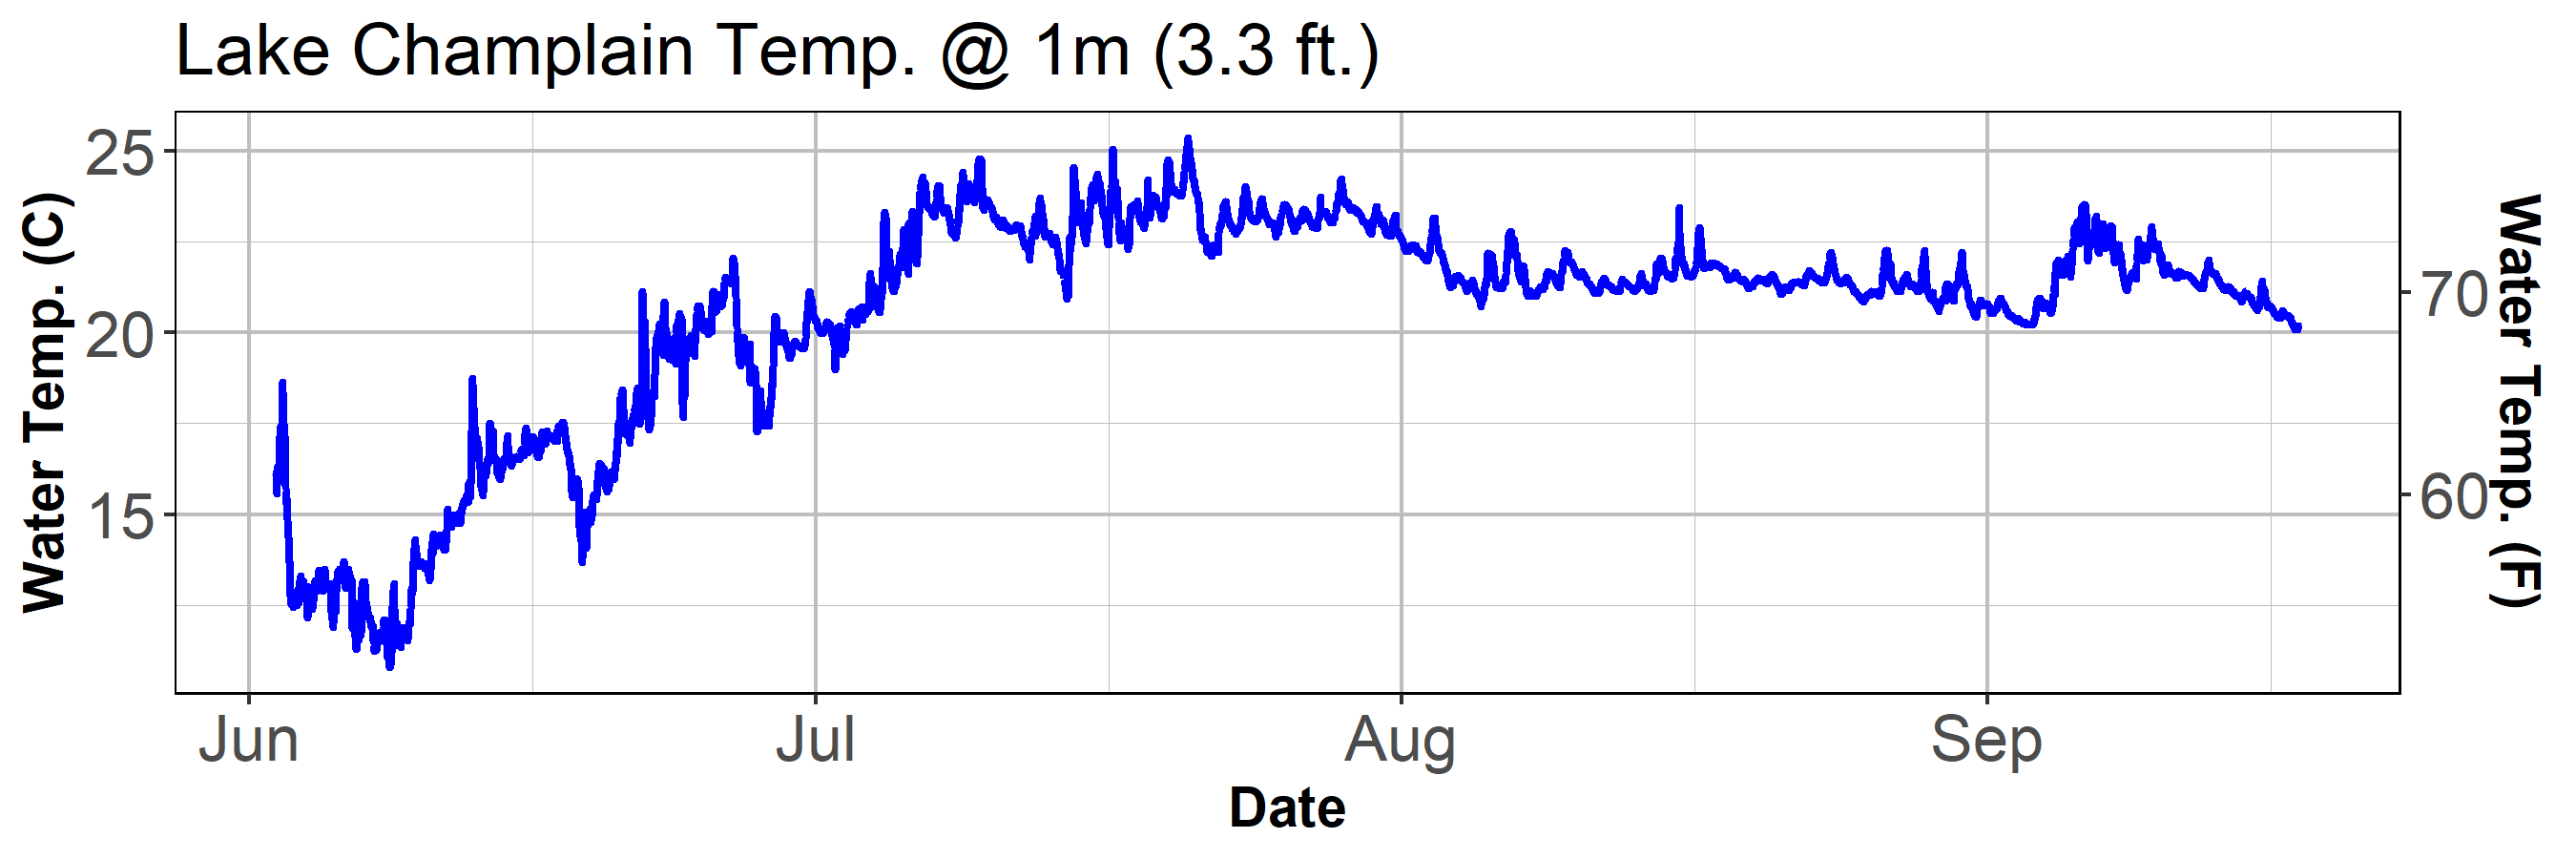 Lake Champlain Temp. @ 1m (3.3 ft.)
Water Temp. (C)
25
20
15
70
60
Water Temp. (F)
Jun Jul Aug Sep
Date